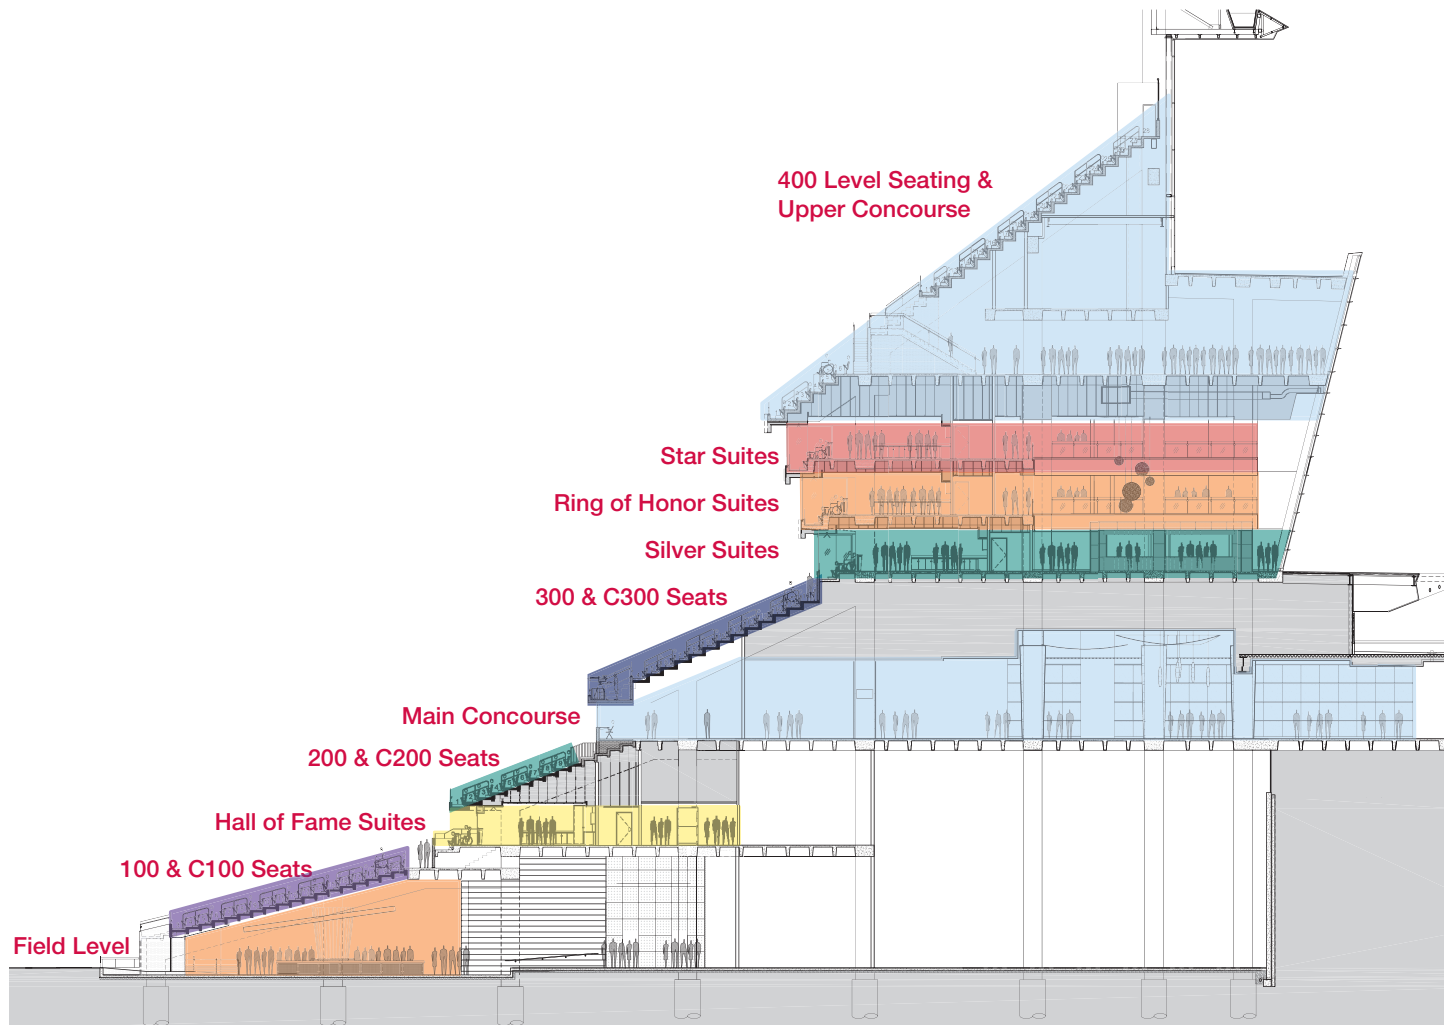 400 Level Seating &
Upper Concourse
Star Suites
Ring of Honor Suites
Silver Suites
300 & C300 Seats
Main Concourse
200 & C200 Seats
Hall of Fame Suites
100 & C100 Seats
Field Level